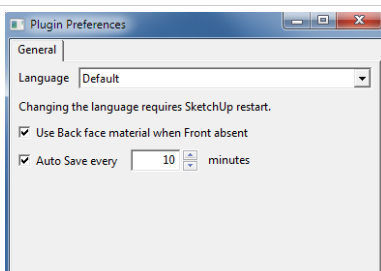 Plugin Preferences
General
Language Default
Changing the language requires SketchUp restart.
Use Back face material when Front absent
Auto Save every 10 minutes